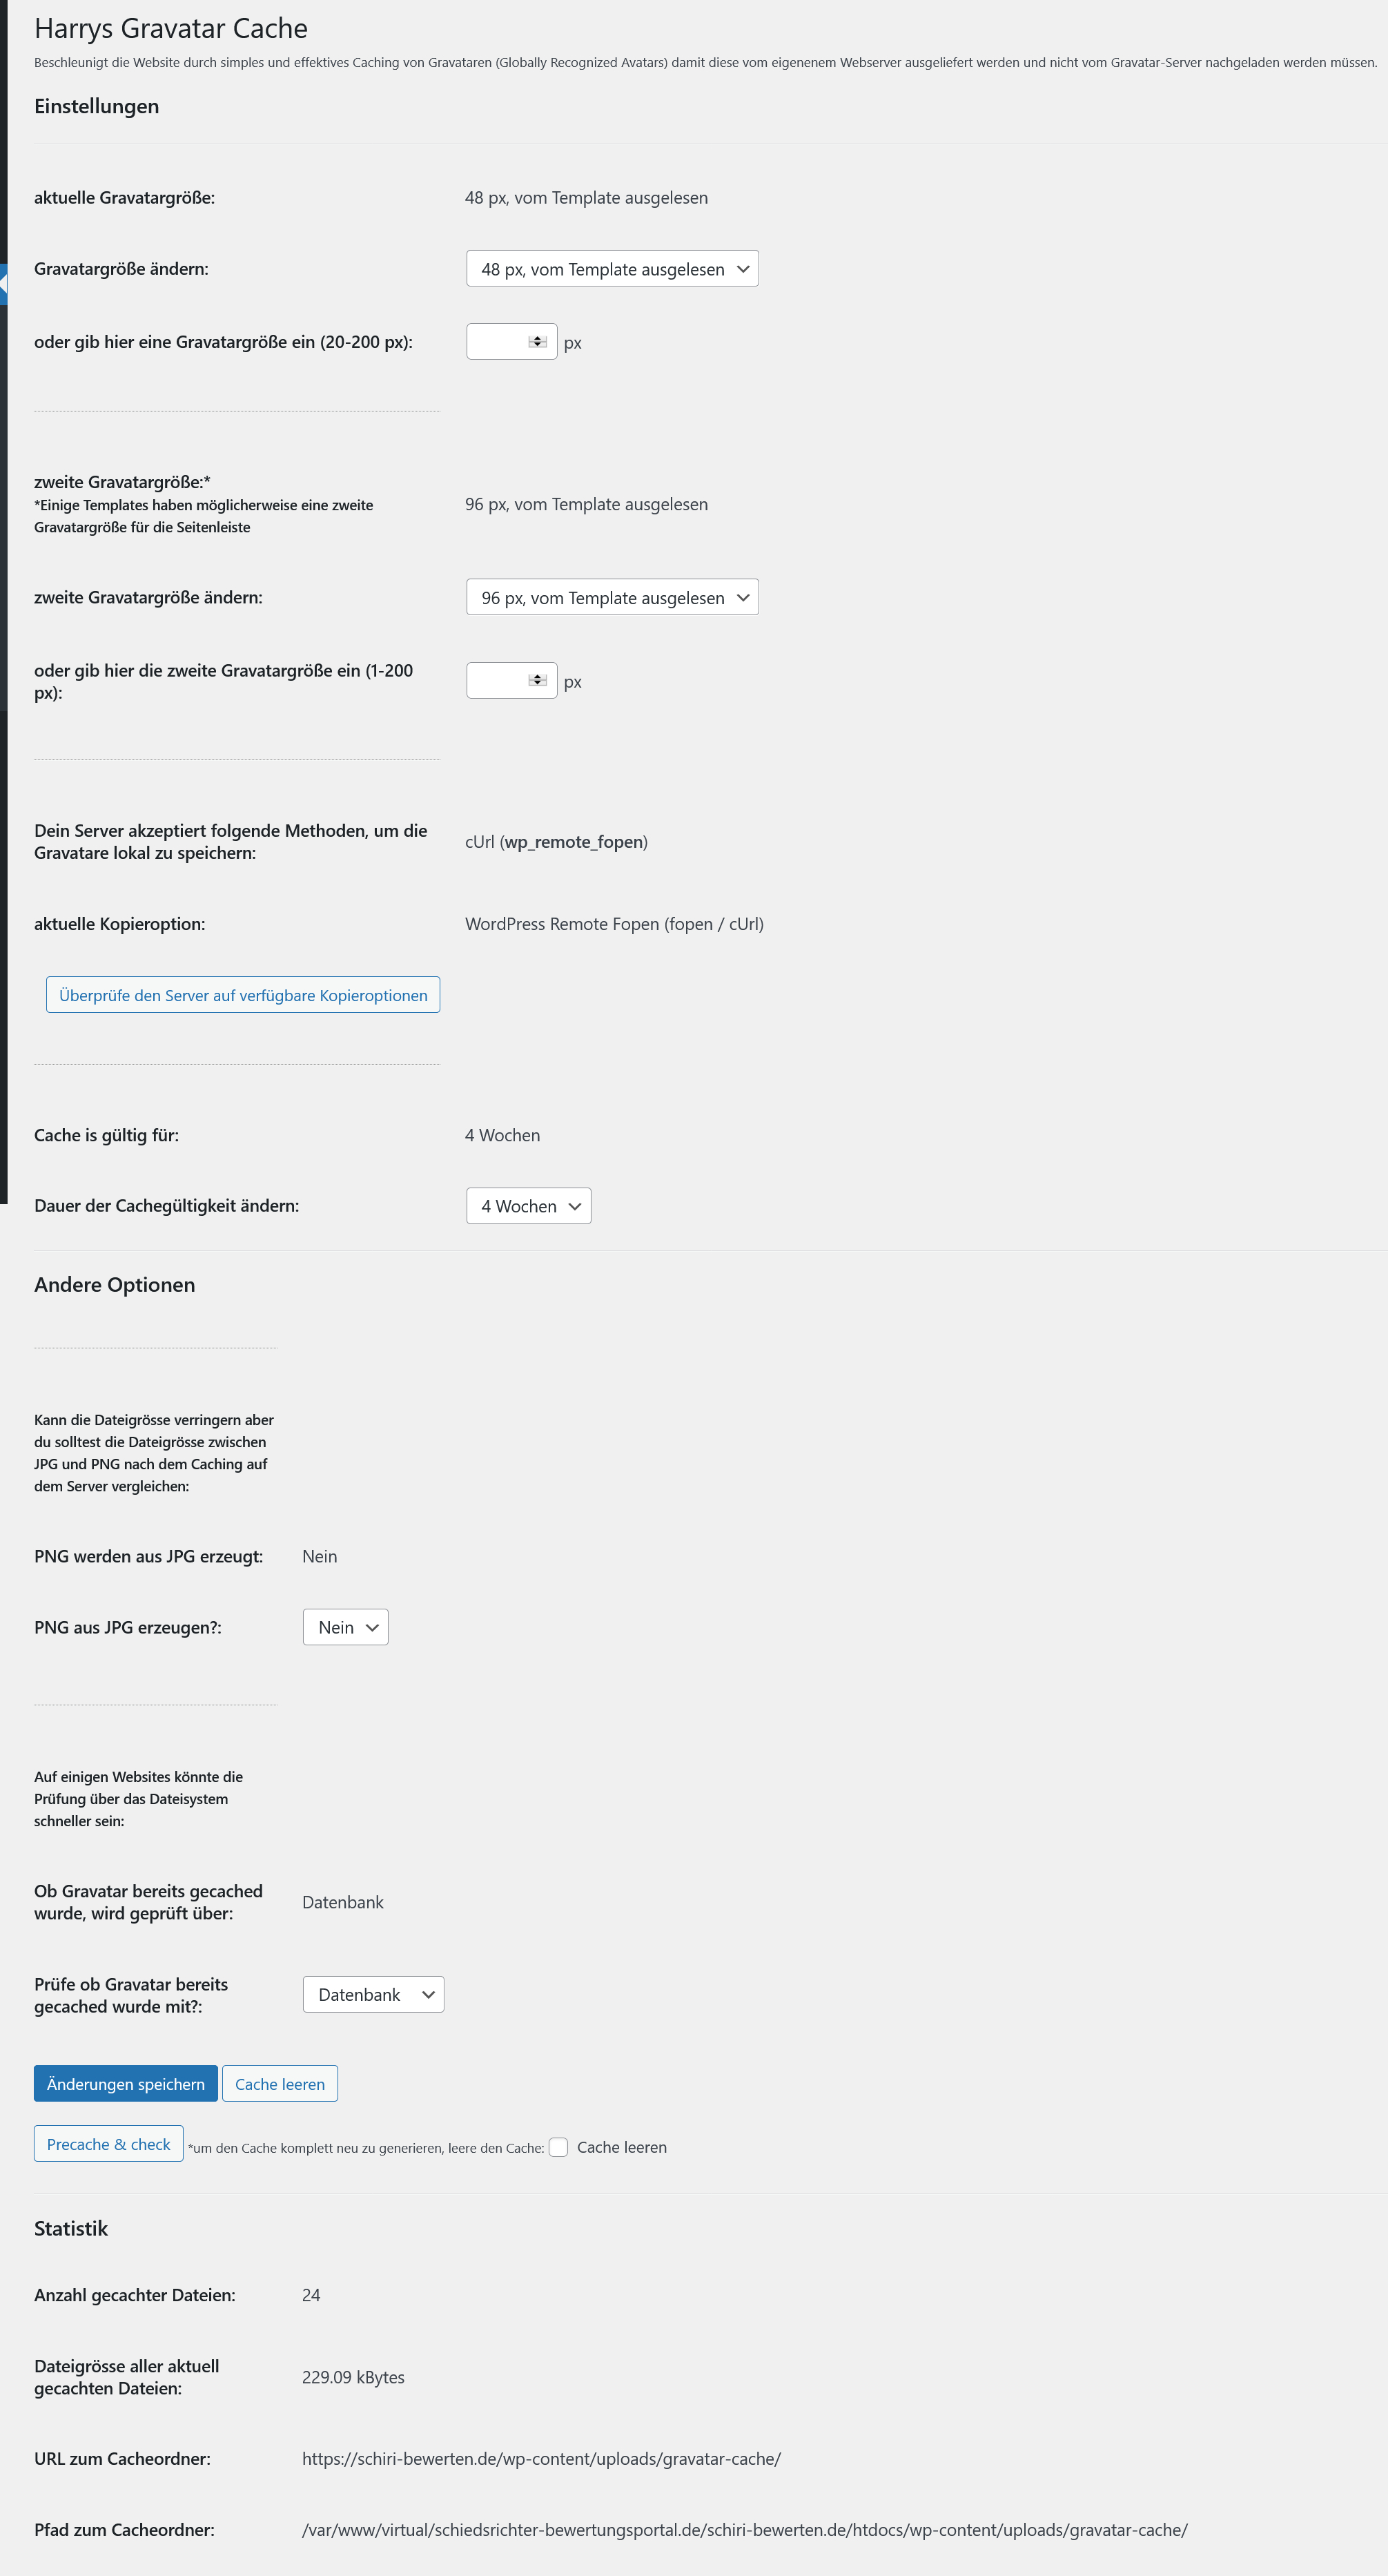 Harrys Gravatar Cache
Beschleunigt die Website durch simples und effektives Caching von Gravataren (Globally Recognized Avatars) damit diese vom eigenenem Webserver ausgeliefert werden und nicht vom Gravatar-Server nachgeladen werden müssen.
Einstellungen
aktuelle Gravatargröße: 48 px, vom Template ausgelesen
Gravatargröße ändern: 48 px, vom Template ausgelesen
oder gib hier eine Gravatargröße ein (20-200 px): px
zweite Gravatargröße:*
*Einige Templates haben möglicherweise eine zweite
Gravatargröße für die Seitenleiste
96 px, vom Template ausgelesen
zweite Gravatargröße ändern: 96 px, vom Template ausgelesen
oder gib hier die zweite Gravatargröße ein (1-200
px):
px
Dein Server akzeptiert folgende Methoden, um die
Gravatare lokal zu speichern:
cUrl (wp_remote_fopen)
aktuelle Kopieroption: WordPress Remote Fopen (fopen / cUrl)
Überprüfe den Server auf verfügbare Kopieroptionen
Cache is gültig für: 4 Wochen
Dauer der Cachegültigkeit ändern: 4 Wochen
Andere Optionen
Kann die Dateigrösse verringern aber
du solltest die Dateigrösse zwischen
JPG und PNG nach dem Caching auf
dem Server vergleichen:
PNG werden aus JPG erzeugt: Nein
PNG aus JPG erzeugen?: Nein
Auf einigen Websites könnte die
Prüfung über das Dateisystem
schneller sein:
Ob Gravatar bereits gecached
wurde, wird geprüft über:
Datenbank
Prüfe ob Gravatar bereits
gecached wurde mit?:
Datenbank
Änderungen speichern Cache leeren
Precache & check *um den Cache komplett neu zu generieren, leere den Cache: Cache leeren
Statistik
Anzahl gecachter Dateien: 24
Dateigrösse aller aktuell
gecachten Dateien:
229.09 kBytes
URL zum Cacheordner: https://schiri-bewerten.de/wp-content/uploads/gravatar-cache/
Pfad zum Cacheordner: /var/www/virtual/schiedsrichter-bewertungsportal.de/schiri-bewerten.de/htdocs/wp-content/uploads/gravatar-cache/